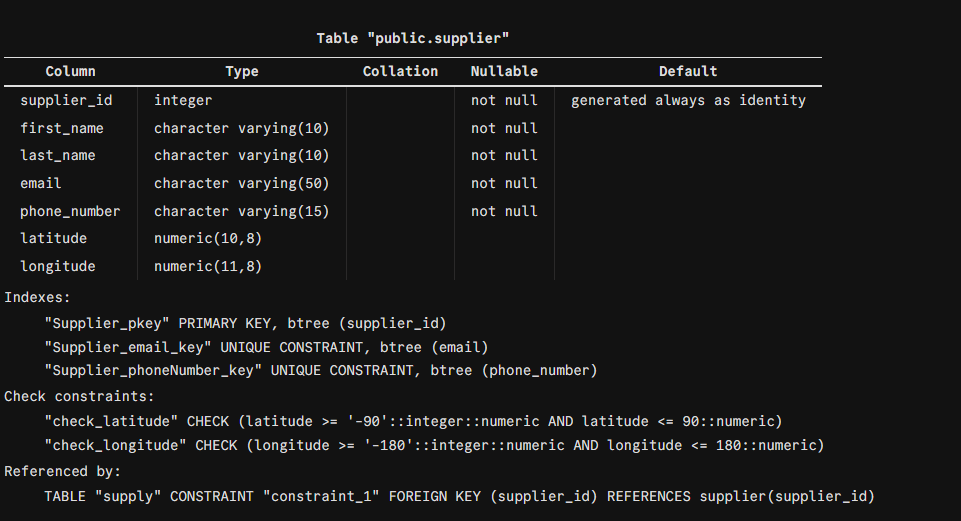 Table "public.supplier"
Column Type Collation Nullable Default
supplier_id integer not null generated always as identity
first_name character varying(10) not null
last_name character varying(10) not null
email character varying(50) not null
phone_number character varying(15) not null
latitude numeric(10,8)
longitude numeric(11,8)
Indexes:
"Supplier_pkey" PRIMARY KEY, btree (supplier_id)
"Supplier_email_key" UNIQUE CONSTRAINT, btree (email)
"Supplier_phoneNumber_key" UNIQUE CONSTRAINT, btree (phone_number)
Check constraints:
"check_latitude" CHECK (latitude >= '-90'::integer::numeric AND latitude <= 90::numeric)
"check_longitude" CHECK (longitude >= '-180'::integer::numeric AND longitude <= 180::numeric)
Referenced by:
TABLE "supply" CONSTRAINT "constraint_1" FOREIGN KEY (supplier_id) REFERENCES supplier(supplier_id)